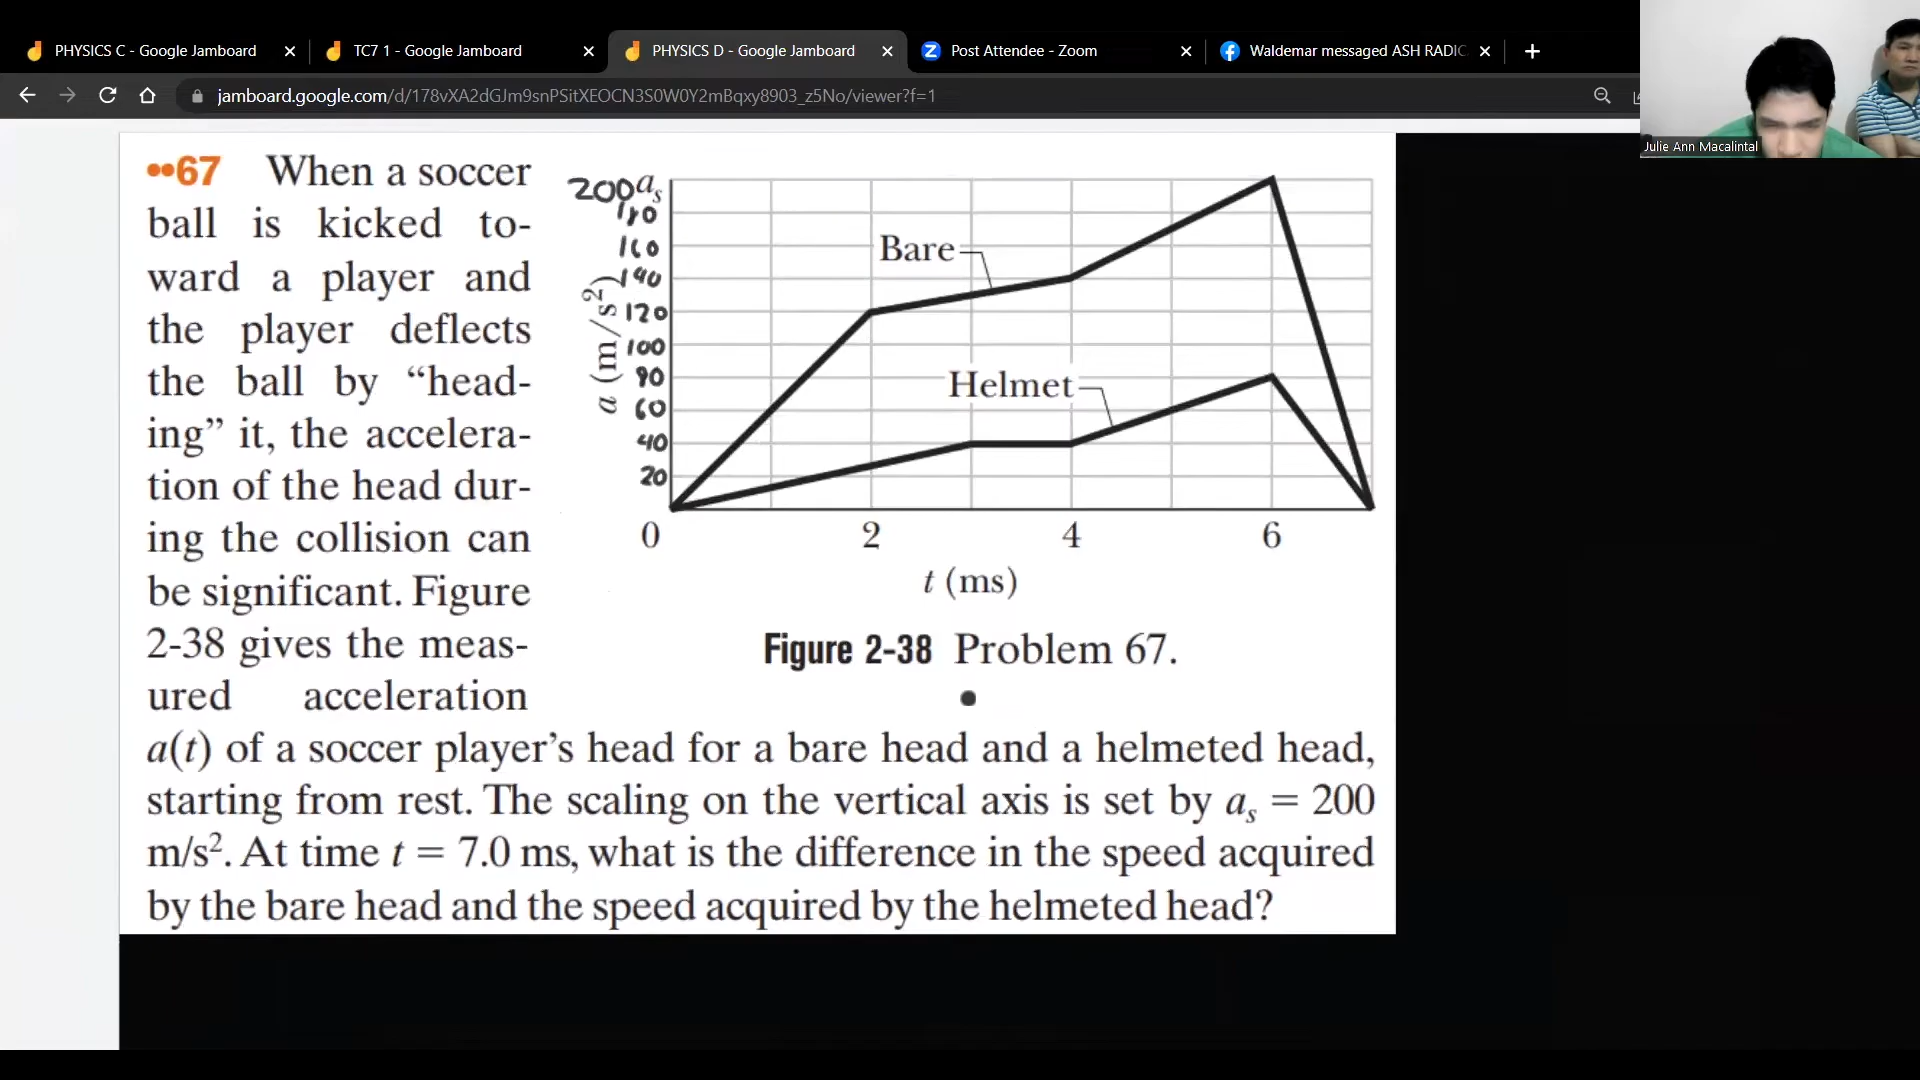 PHYSICS C - Google Jamboard
TC7 1 - Google Jamboard
PHYSICS D - Google Jamboard
Post Attendee - Zoom
Waldemar messaged ASH RADIC
jamboard.google.com/d/178vXA2dGJm9snPSitXEOCN3S0W0Y2mBqxy8903_z5No/viewer?f=1
Julie Ann Macalintal
••67 When a soccer
ball is kicked to-
ward a player and
the player deflects
the ball by “head-
ing” it, the accelera-
tion of the head dur-
ing the collision can
be significant. Figure
2-38 gives the meas-
ured acceleration
a(t) of a soccer player’s head for a bare head and a helmeted head,
starting from rest. The scaling on the vertical axis is set by aₛ = 200
m/s². At time t = 7.0 ms, what is the difference in the speed acquired
by the bare head and the speed acquired by the helmeted head?
200 aₛ
180
160
140
120
100
80
60
40
20
a (m/s²)
Bare
Helmet
0 2 4 6
t (ms)
Figure 2-38 Problem 67.